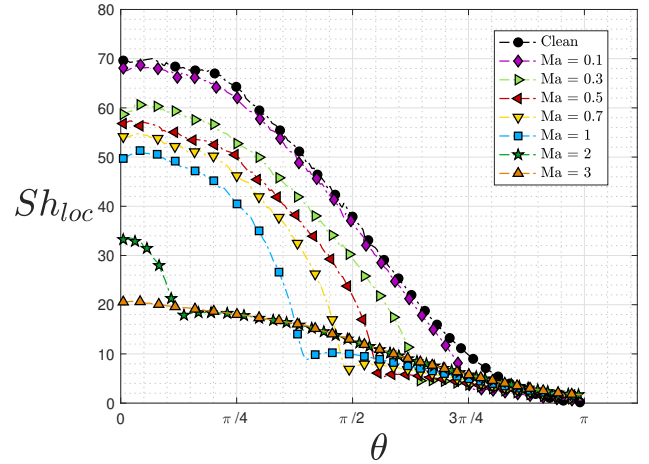 80
70
60
50
40
30
20
10
0
Sh_loc
0
π/4
π/2
3π/4
π
θ
Clean
Ma = 0.1
Ma = 0.3
Ma = 0.5
Ma = 0.7
Ma = 1
Ma = 2
Ma = 3